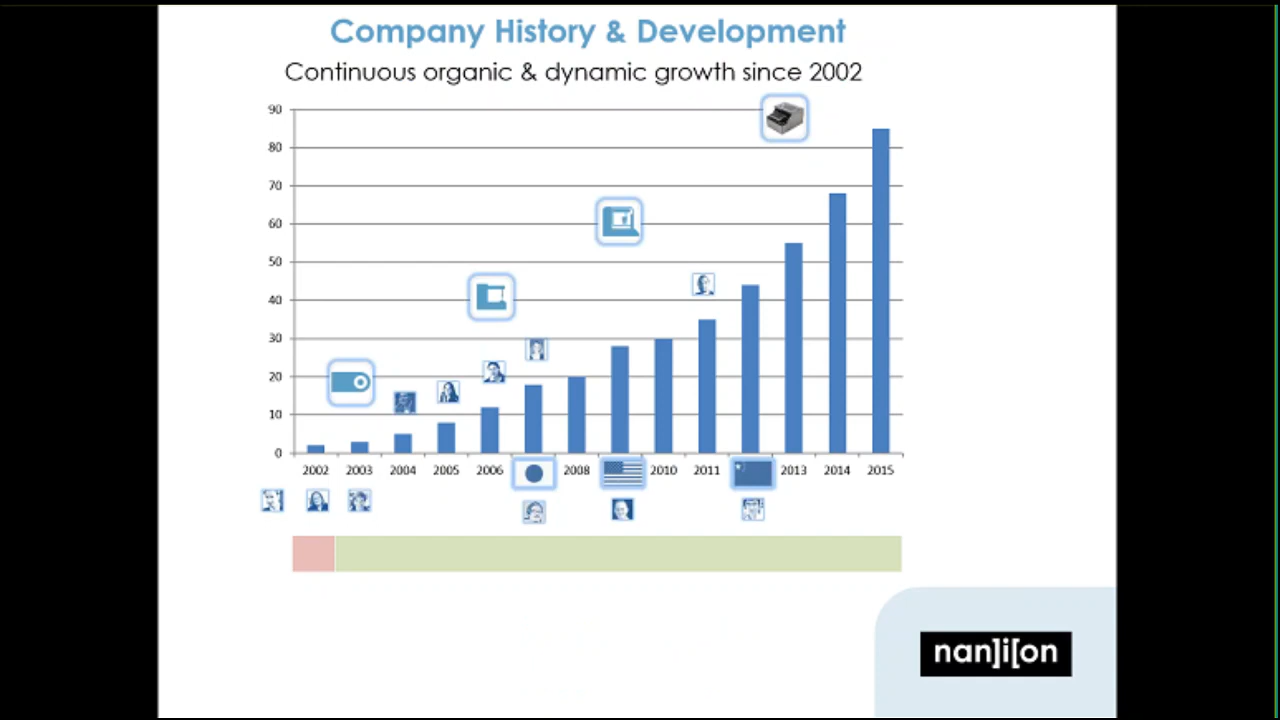 Company History & Development
Continuous organic & dynamic growth since 2002
90
80
70
60
50
40
30
20
10
0
2002 2003 2004 2005 2006 2008 2010 2011 2013 2014 2015
nan]i[on